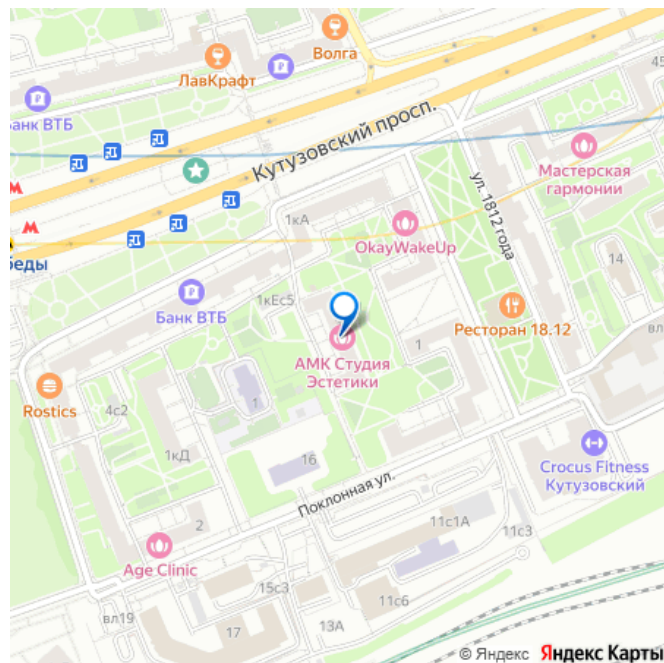 Волга
ЛавКрафт
Банк ВТБ
45
Кутузовский просп.
Мастерская
гармонии
ул. 1812 года
М
М
беды
1кА
OkayWakeUp
14
1кЕс5
Банк ВТБ
Ресторан 18.12
вл
1
АМК Студия
Эстетики
Rostics
4с2
1
1кД
16
Crocus Fitness
Кутузовский
Поклонная ул.
2
11с1А
11с3
Age Clinic
15с3
вл19
11с6
17
13А
© Яндекс Яндекс Карты